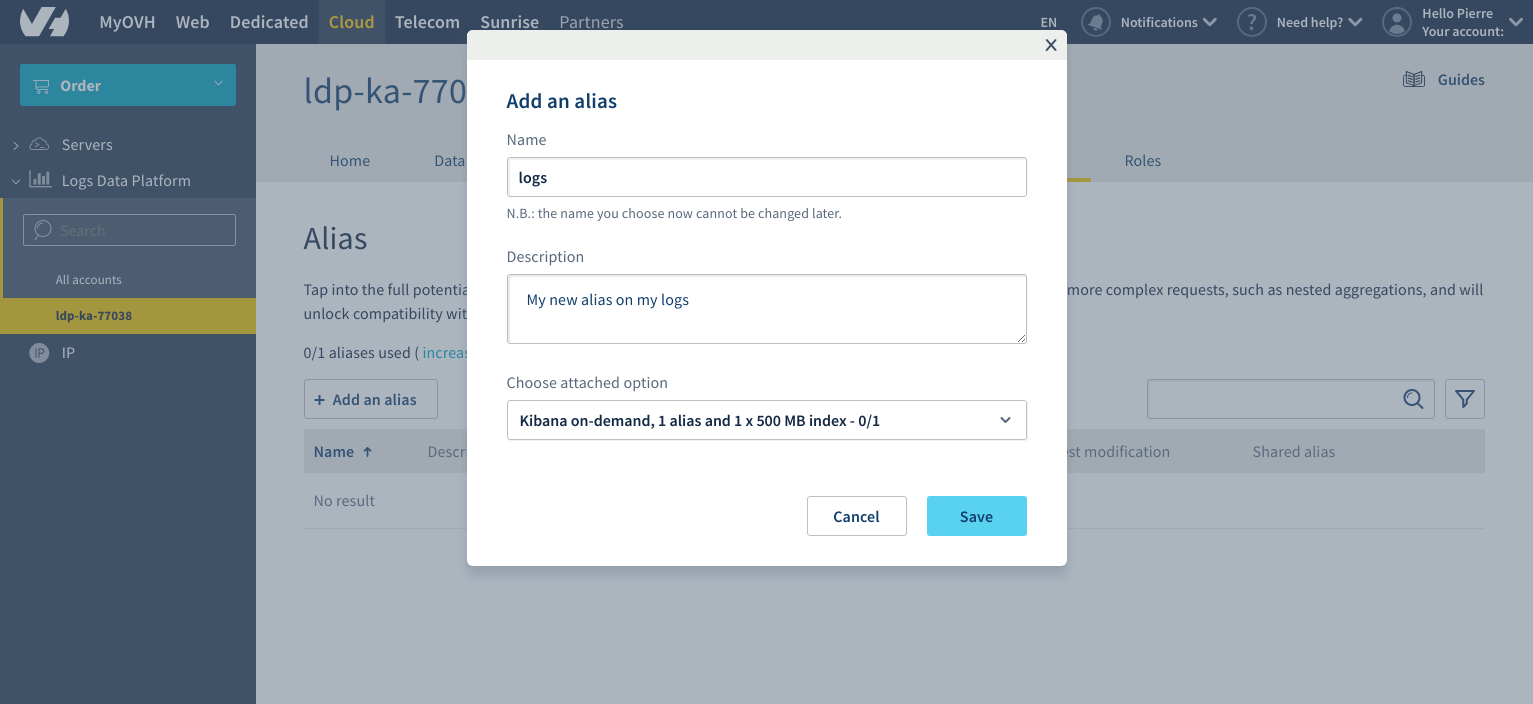 MyOVH Web Dedicated Cloud Telecom Sunrise Partners EN Notifications ? Need help? Hello Pierre
Your account:
Order
Servers
Logs Data Platform
Search
All accounts
ldp-ka-77038
IP IP
ldp-ka-770
Guides
Home Data Roles
Alias
Tap into the full potentia more complex requests, such as nested aggregations, and will
unlock compatibility wit
0/1 aliases used ( increas
+ Add an alias
Name Descr est modification Shared alias
No result
X
Add an alias
Name
logs
N.B.: the name you choose now cannot be changed later.
Description
My new alias on my logs
Choose attached option
Kibana on-demand, 1 alias and 1 x 500 MB index - 0/1
Cancel Save